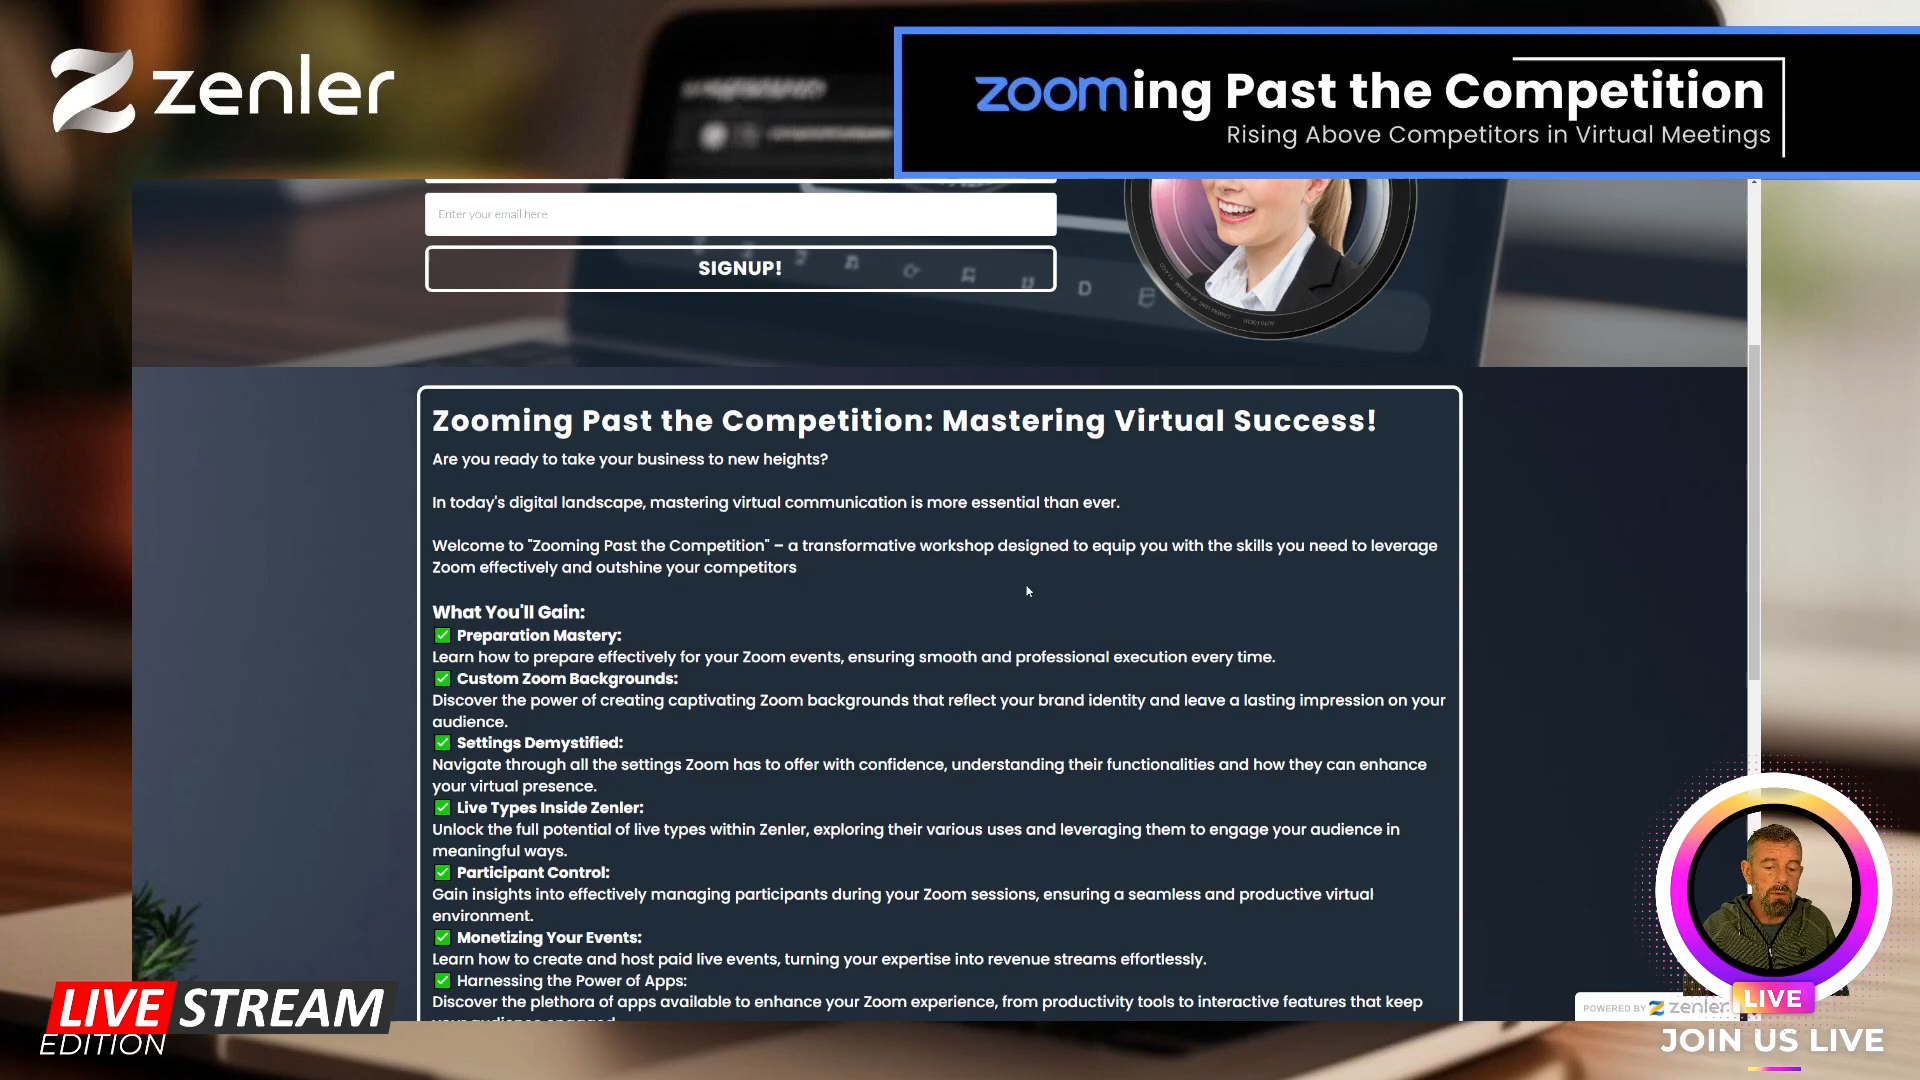 zenler
zooming Past the Competition
Rising Above Competitors in Virtual Meetings
Enter your email here
SIGNUP!
Zooming Past the Competition: Mastering Virtual Success!
Are you ready to take your business to new heights?
In today's digital landscape, mastering virtual communication is more essential than ever.
Welcome to "Zooming Past the Competition" – a transformative workshop designed to equip you with the skills you need to leverage
Zoom effectively and outshine your competitors
What You'll Gain:
✅ Preparation Mastery:
Learn how to prepare effectively for your Zoom events, ensuring smooth and professional execution every time.
✅ Custom Zoom Backgrounds:
Discover the power of creating captivating Zoom backgrounds that reflect your brand identity and leave a lasting impression on your
audience.
✅ Settings Demystified:
Navigate through all the settings Zoom has to offer with confidence, understanding their functionalities and how they can enhance
your virtual presence.
✅ Live Types Inside Zenler:
Unlock the full potential of live types within Zenler, exploring their various uses and leveraging them to engage your audience in
meaningful ways.
✅ Participant Control:
Gain insights into effectively managing participants during your Zoom sessions, ensuring a seamless and productive virtual
environment.
✅ Monetizing Your Events:
Learn how to create and host paid live events, turning your expertise into revenue streams effortlessly.
✅ Harnessing the Power of Apps:
Discover the plethora of apps available to enhance your Zoom experience, from productivity tools to interactive features that keep
POWERED BY zenler
LIVE
JOIN US LIVE
LIVE STREAM
EDITION